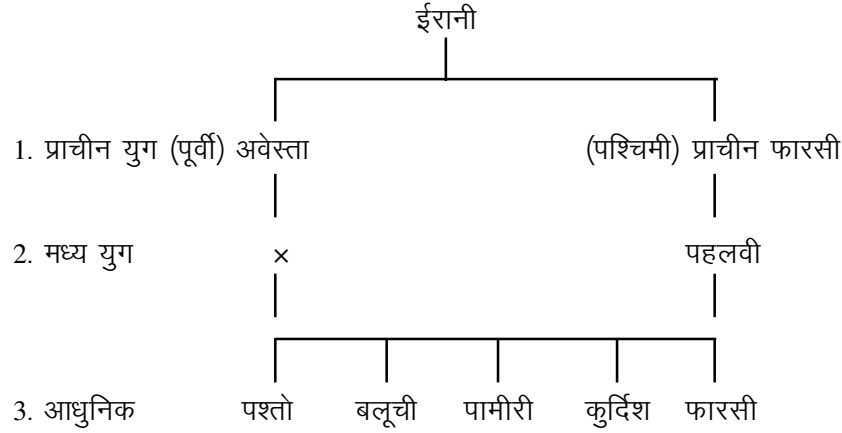 ईरानी
1. प्राचीन युग (पूर्वी) अवेस्ता (पश्चिमी) प्राचीन फारसी
2. मध्य युग × पहलवी
3. आधुनिक पश्तो बलूची पामीरी कुर्दिश फारसी